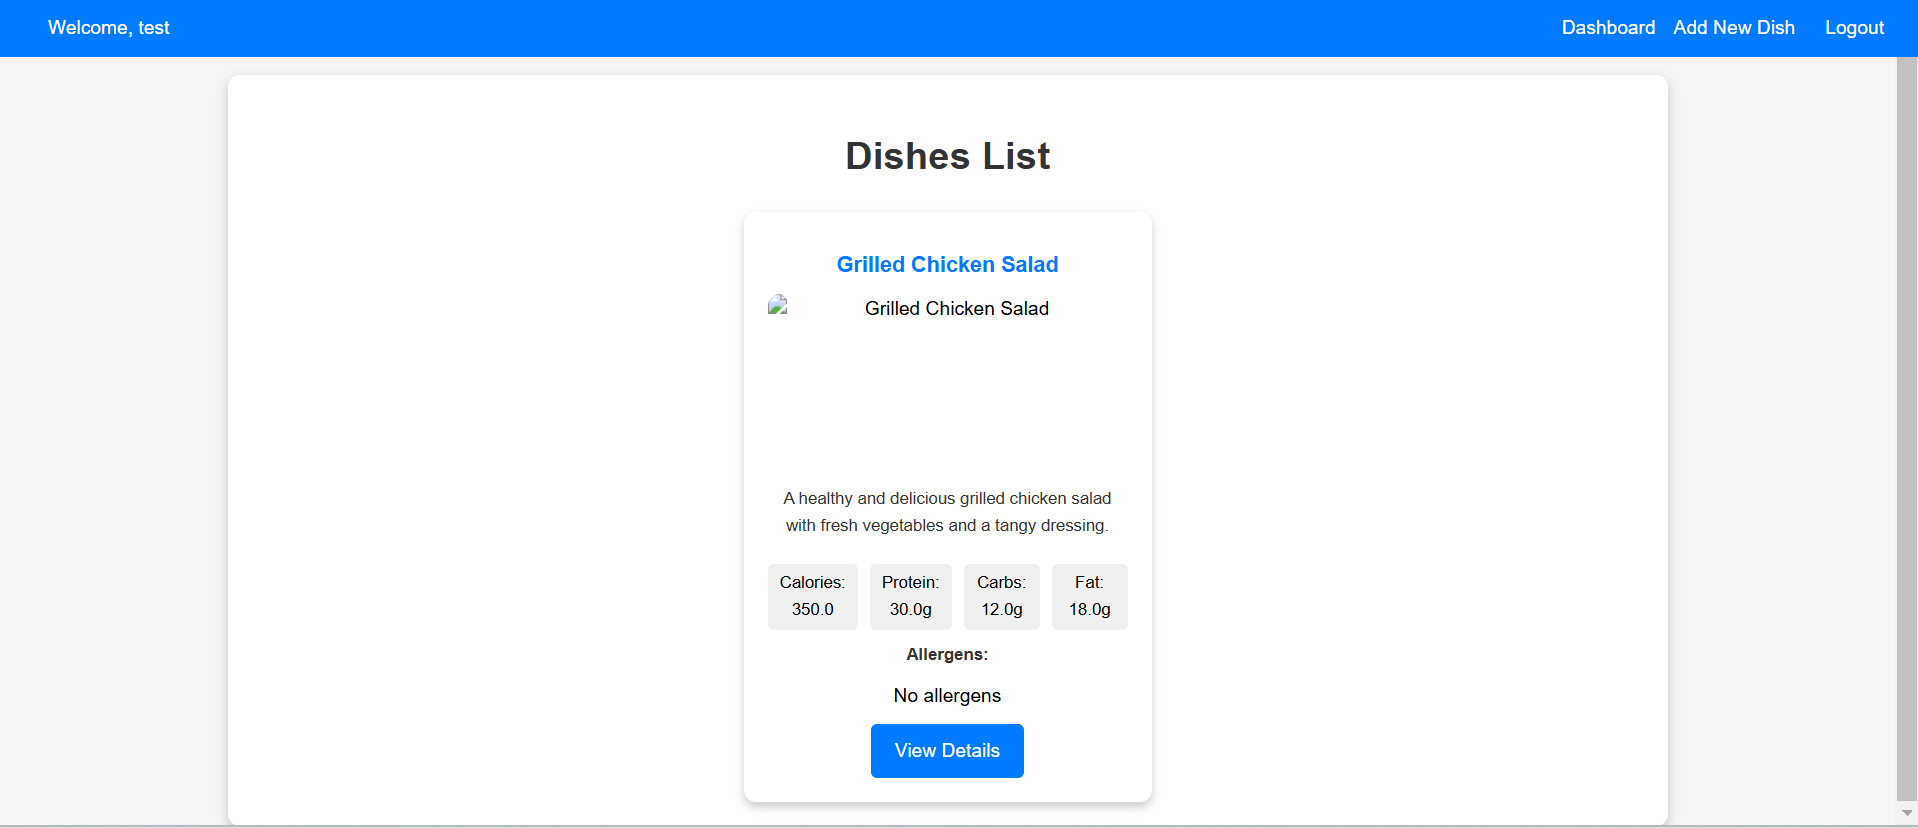 Welcome, test
Dashboard Add New Dish Logout
Dishes List
Grilled Chicken Salad
Grilled Chicken Salad
A healthy and delicious grilled chicken salad
with fresh vegetables and a tangy dressing.
Calories: Protein: Carbs: Fat:
350.0 30.0g 12.0g 18.0g
Allergens:
No allergens
View Details